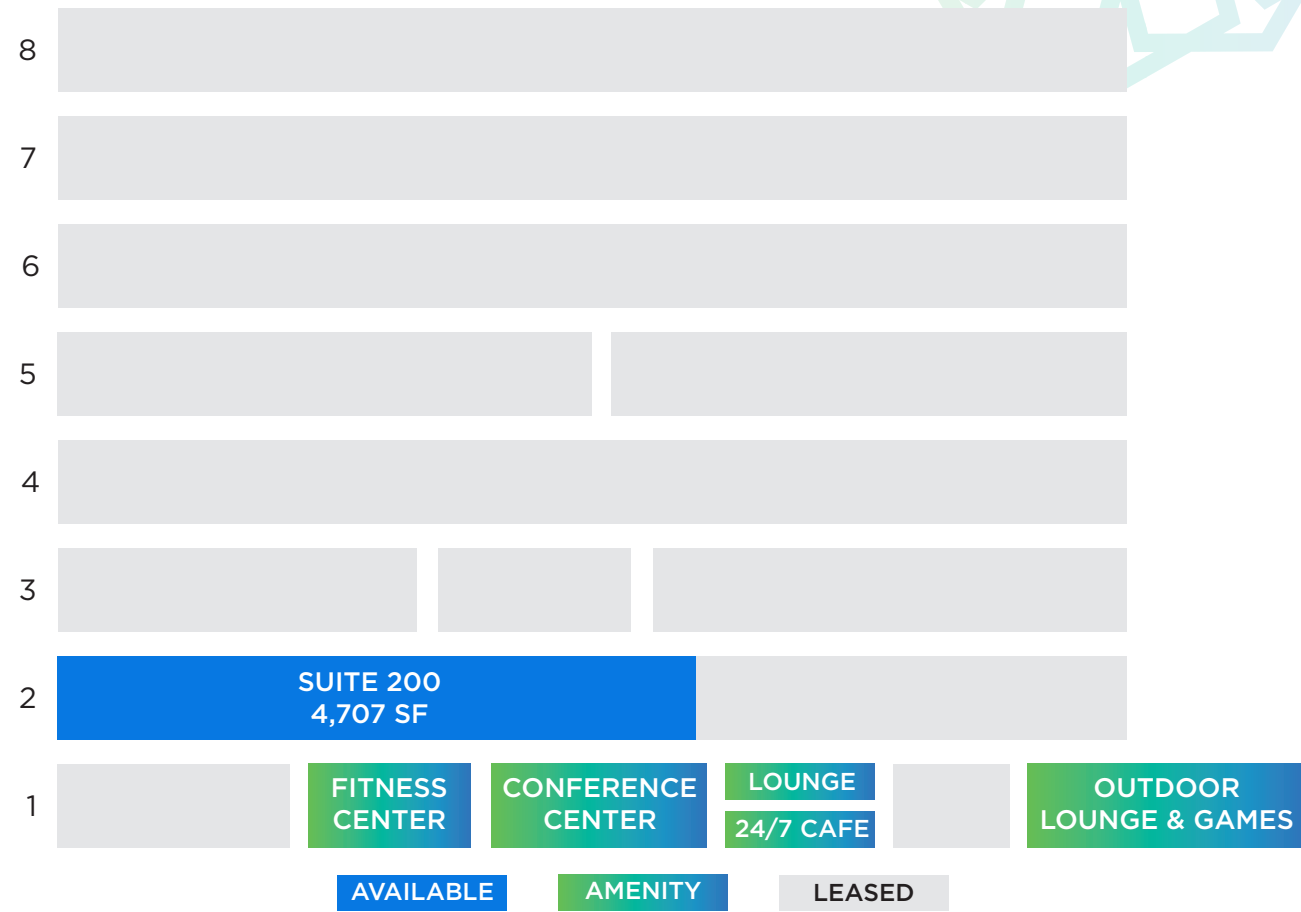 8
7
6
5
4
3
2
SUITE 200
4,707 SF
1
FITNESS
CENTER
CONFERENCE
CENTER
LOUNGE
24/7 CAFE
OUTDOOR
LOUNGE & GAMES
AVAILABLE
AMENITY
LEASED